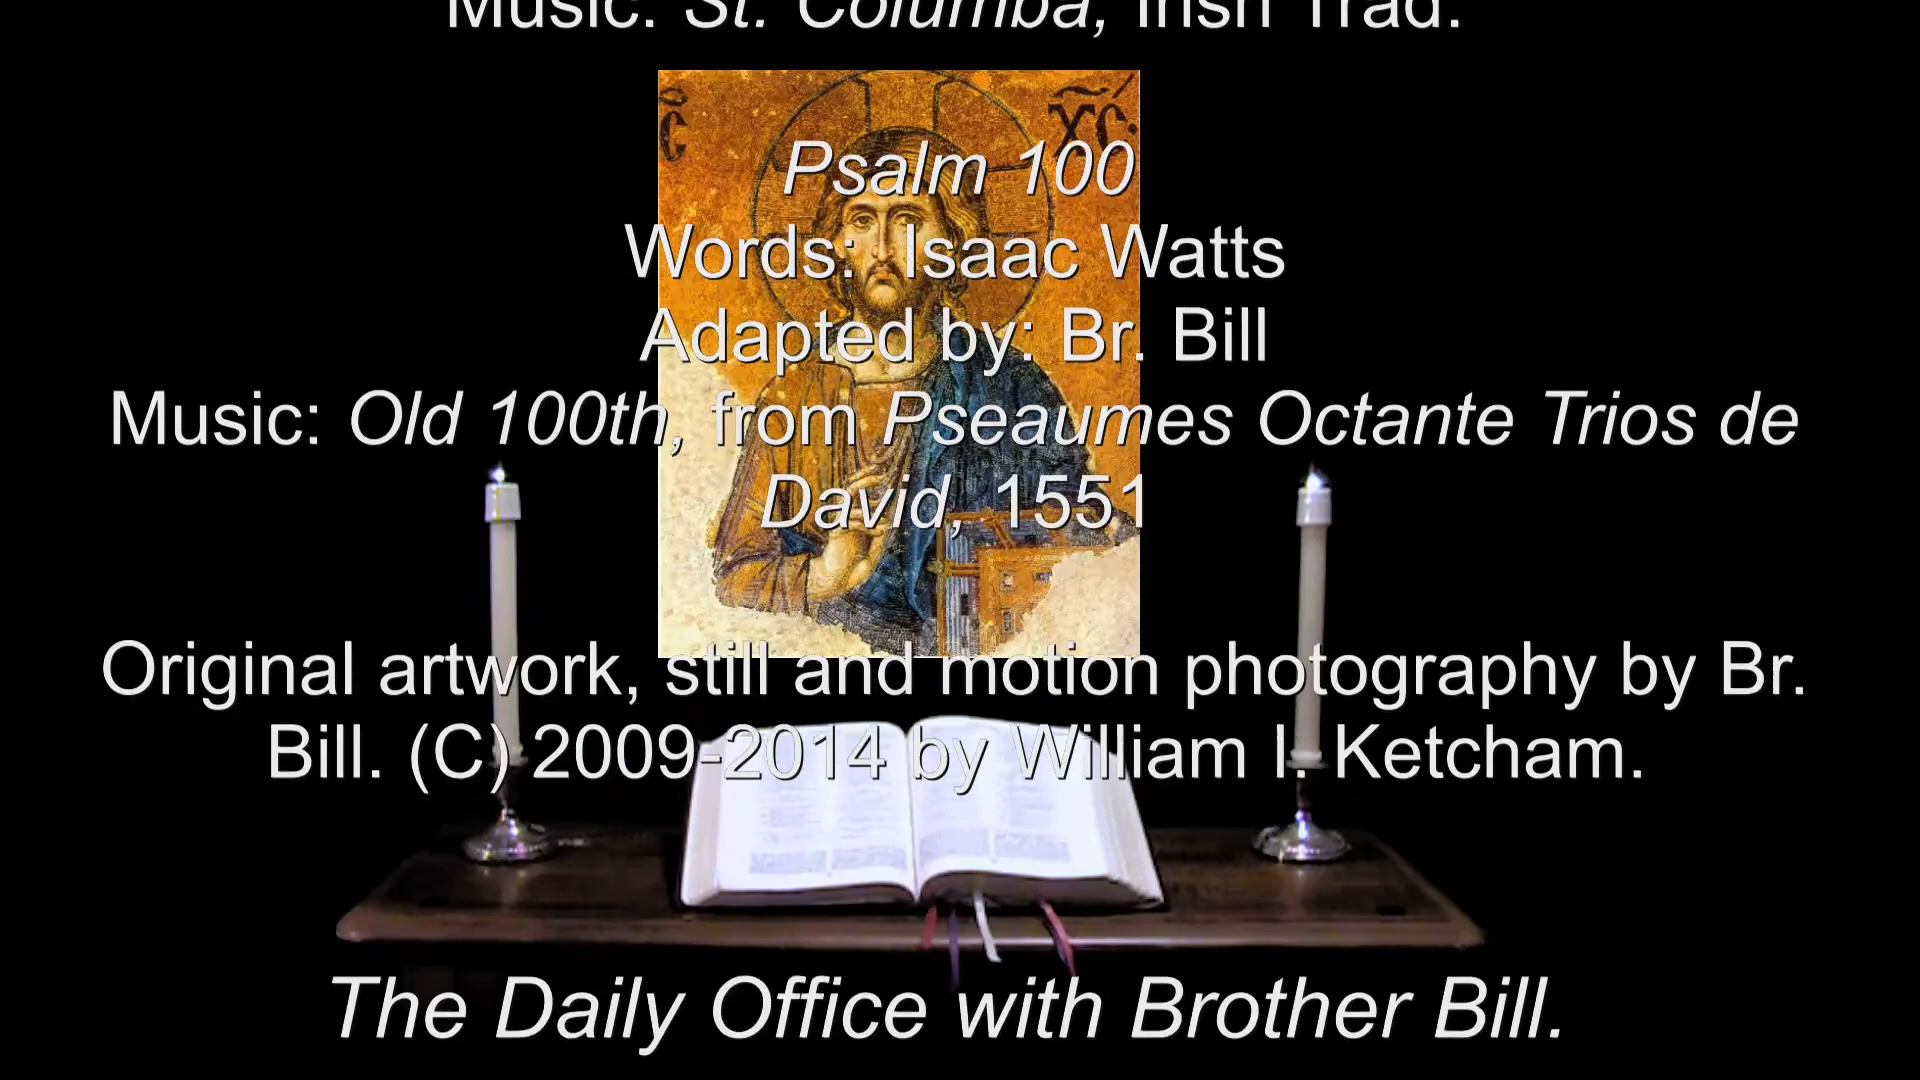 Music: St. Columba, Irish Trad.
Psalm 100
Words: Isaac Watts
Adapted by: Br. Bill
Music: Old 100th, from Pseaumes Octante Trios de
David, 1551
Original artwork, still and motion photography by Br.
Bill. (C) 2009-2014 by William I. Ketcham.
The Daily Office with Brother Bill.